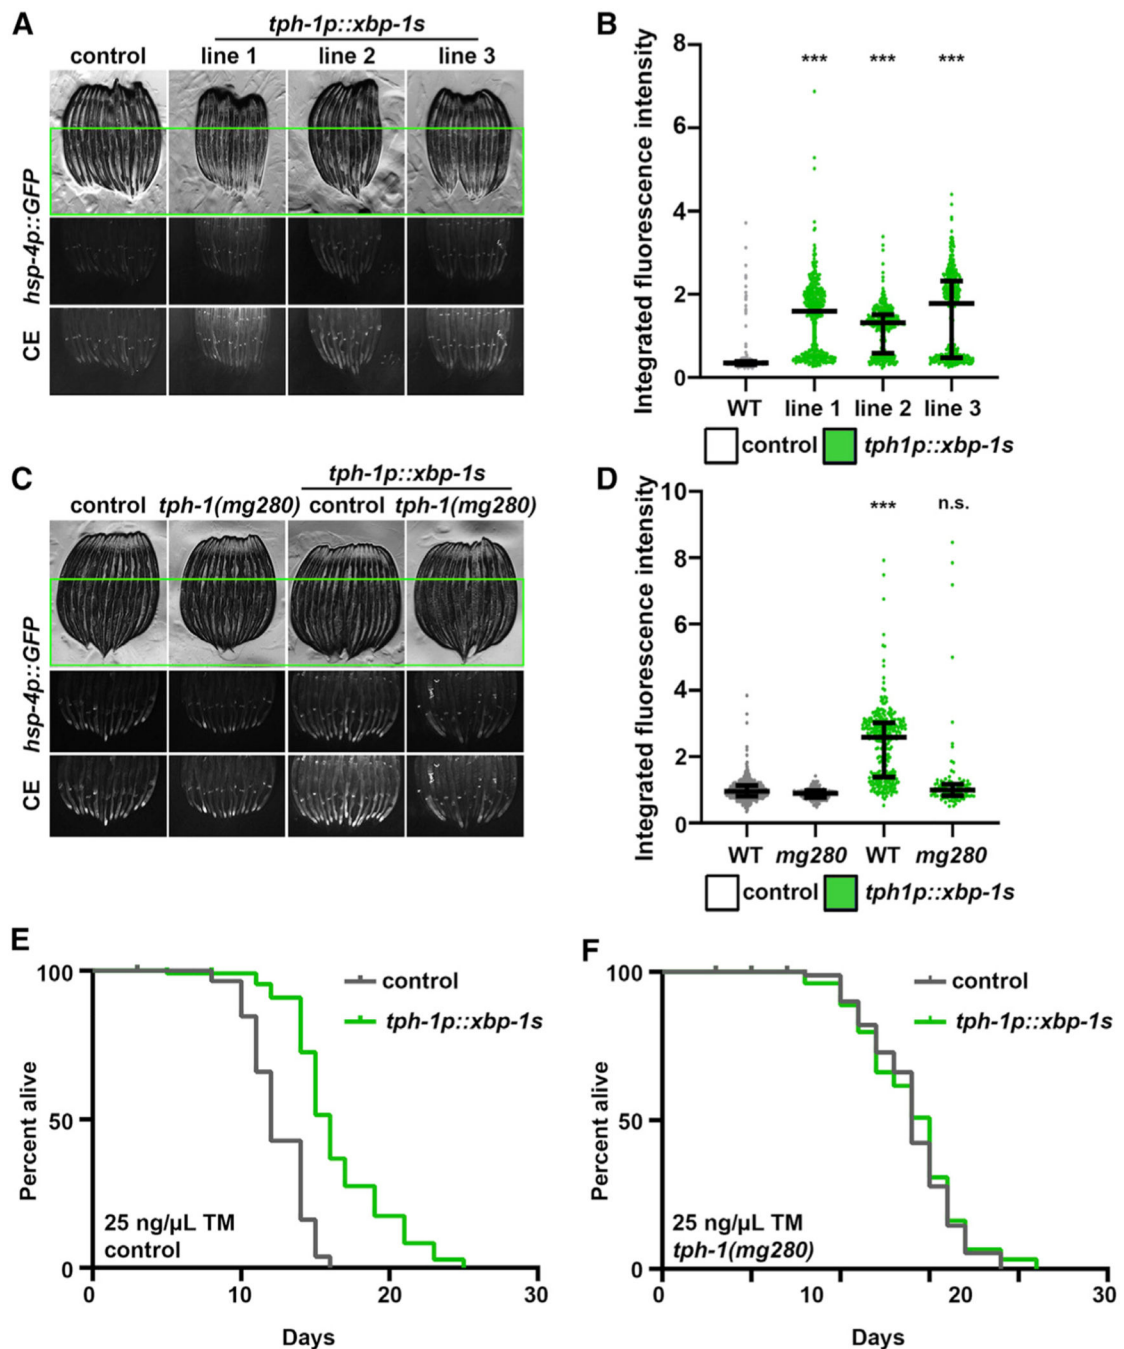 A
tph-1p::xbp-1s
control line 1 line 2 line 3
hsp-4p::GFP
CE
B
Integrated fluorescence intensity
8
6
4
2
0
*** *** ***
WT line 1 line 2 line 3
control tph1p::xbp-1s
C
tph-1p::xbp-1s
control tph-1(mg280) control tph-1(mg280)
hsp-4p::GFP
CE
D
Integrated fluorescence intensity
10
8
6
4
2
0
*** n.s.
WT mg280 WT mg280
control tph1p::xbp-1s
E
Percent alive
100
50
0
control
tph-1p::xbp-1s
25 ng/µL TM
control
0 10 20 30
Days
F
Percent alive
100
50
0
control
tph-1p::xbp-1s
25 ng/µL TM
tph-1(mg280)
0 10 20 30
Days